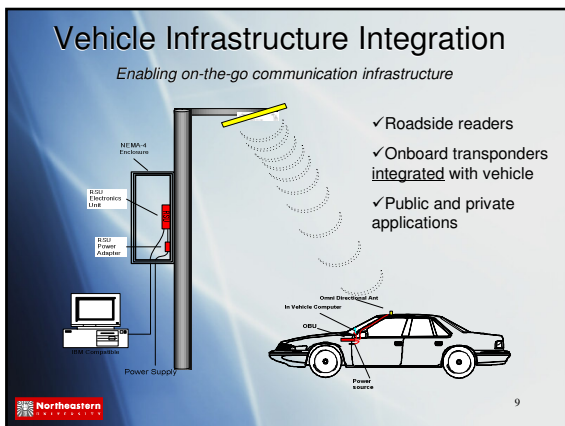 Vehicle Infrastructure Integration
Enabling on-the-go communication infrastructure
NEMA-4
Enclosure
RSU
Electronics
Unit
RSU
Power
Adapter
IBM Compatible
Power Supply
✓Roadside readers
✓Onboard transponders
integrated with vehicle
✓Public and private
applications
Omni Directional Ant
In Vehicle Computer
OBU
Power
source
Northeastern
UNIVERSITY
9